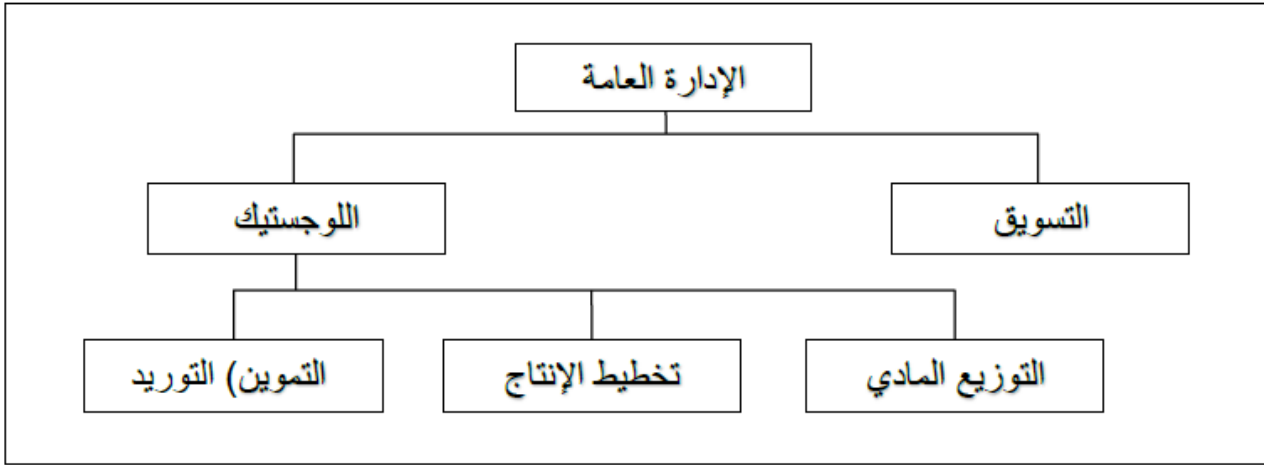 الإدارة العامة
التسويق
اللوجستيك
التوزيع المادي
تخطيط الإنتاج
التموين) التوريد